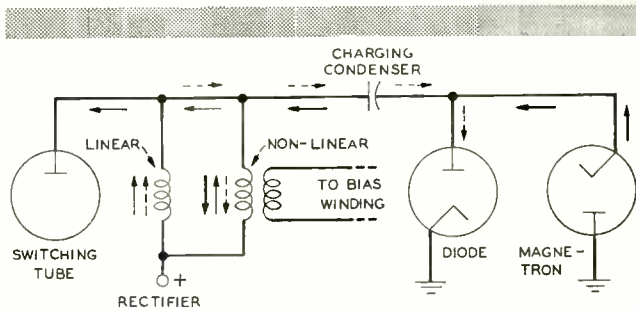 CHARGING
CONDENSER
LINEAR
NON-LINEAR
TO BIAS
WINDING
SWITCHING
TUBE
DIODE
MAGNE-
TRON
+
RECTIFIER